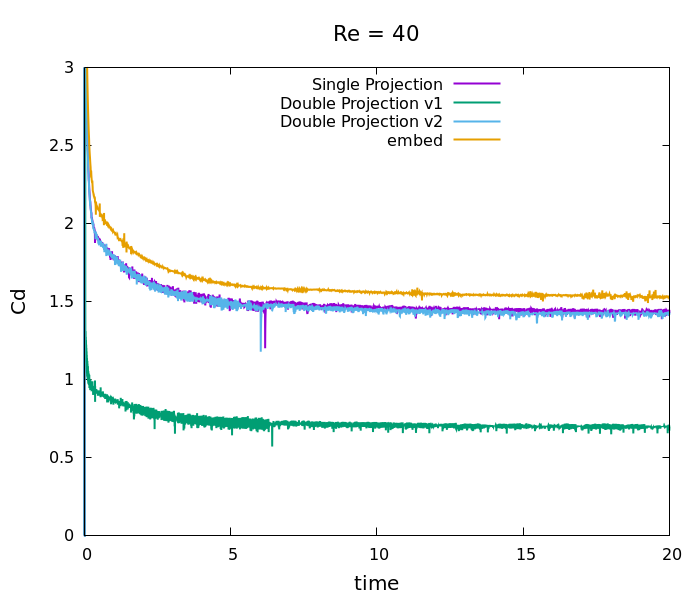 Re = 40
Single Projection
Double Projection v1
Double Projection v2
embed
3
2.5
2
1.5
1
0.5
0
Cd
0 5 10 15 20
time